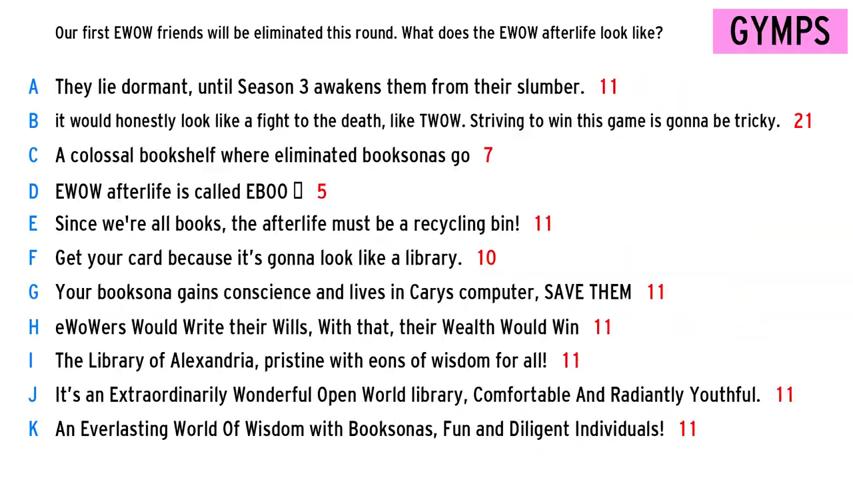 Our first EWOW friends will be eliminated this round. What does the EWOW afterlife look like?
GYMPS
A They lie dormant, until Season 3 awakens them from their slumber. 11
B it would honestly look like a fight to the death, like TWOW. Striving to win this game is gonna be tricky. 21
C A colossal bookshelf where eliminated booksonas go 7
D EWOW afterlife is called EBOO ▯ 5
E Since we're all books, the afterlife must be a recycling bin! 11
F Get your card because it’s gonna look like a library. 10
G Your booksona gains conscience and lives in Carys computer, SAVE THEM 11
H eWoWers Would Write their Wills, With that, their Wealth Would Win 11
I The Library of Alexandria, pristine with eons of wisdom for all! 11
J It’s an Extraordinarily Wonderful Open World library, Comfortable And Radiantly Youthful. 11
K An Everlasting World Of Wisdom with Booksonas, Fun and Diligent Individuals! 11